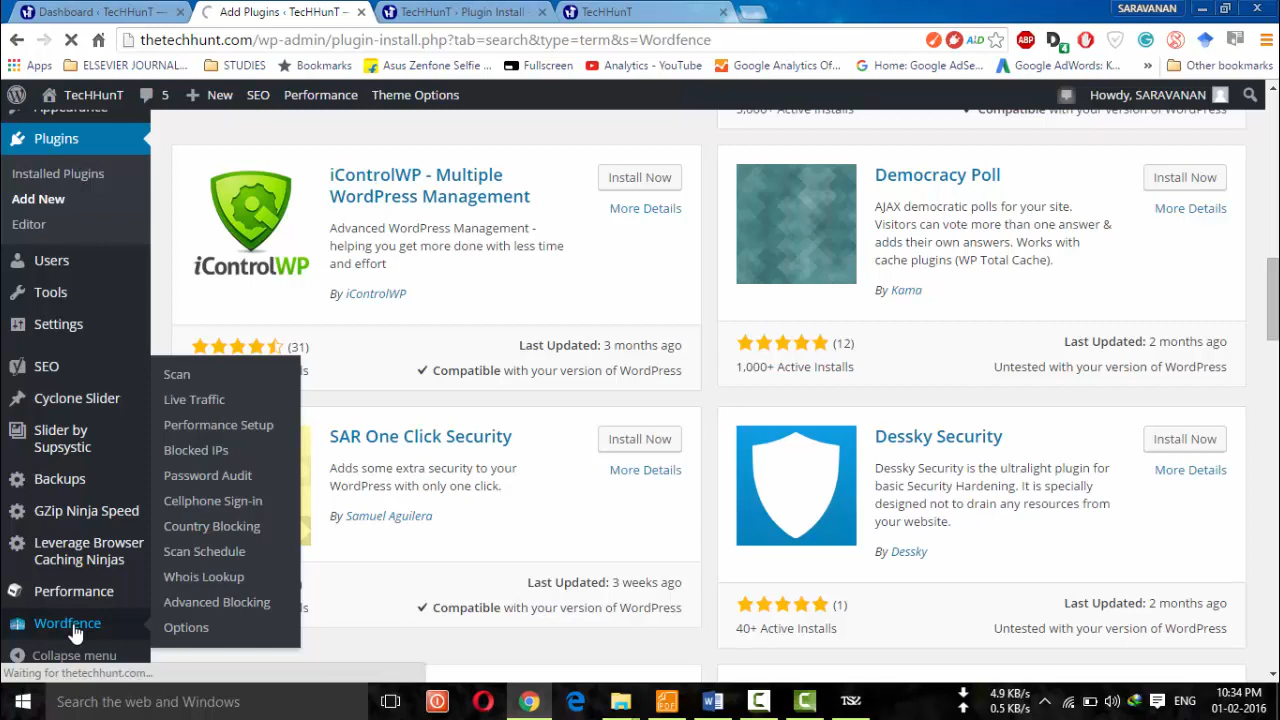 SARAVANAN
Dashboard ‹ TecHHunT —
Add Plugins ‹ TecHHunT —
TecHHunT › Plugin Install -
TecHHunT
thetechhunt.com/wp-admin/plugin-install.php?tab=search&type=term&s=Wordfence
ABP
4
Apps
ELSEVIER JOURNAL...
STUDIES
Bookmarks
Asus Zenfone Selfie ...
Fullscreen
Analytics - YouTube
Google Analytics Of...
Home: Google AdSe...
Google AdWords: K...
»
Other bookmarks
TecHHunT
5
New
SEO
Performance
Theme Options
Howdy, SARAVANAN
Appearance
Plugins
Installed Plugins
Add New
Editor
Users
Tools
Settings
SEO
Cyclone Slider
Slider by
Supsystic
Backups
GZip Ninja Speed
Leverage Browser
Caching Ninjas
Performance
Wordfence
Collapse menu
Scan
Live Traffic
Performance Setup
Blocked IPs
Password Audit
Cellphone Sign-in
Country Blocking
Scan Schedule
Whois Lookup
Advanced Blocking
Options
Active Installs
Compatible with your version of WordPress
iControlWP
iControlWP - Multiple
WordPress Management
Install Now
More Details
Advanced WordPress Management -
helping you get more done with less time
and effort
By iControlWP
(31)
Last Updated: 3 months ago
Compatible with your version of WordPress
Democracy Poll
Install Now
More Details
AJAX democratic polls for your site.
Visitors can vote more than one answer &
adds their own answers. Works with
cache plugins (WP Total Cache).
By Kama
(12)
Last Updated: 2 months ago
1,000+ Active Installs
Untested with your version of WordPress
SAR One Click Security
Install Now
More Details
Adds some extra security to your
WordPress with only one click.
By Samuel Aguilera
Last Updated: 3 weeks ago
Compatible with your version of WordPress
Dessky Security
Install Now
More Details
Dessky Security is the ultralight plugin for
basic Security Hardening. It is specially
designed not to drain any resources from
your website.
By Dessky
(1)
Last Updated: 2 months ago
40+ Active Installs
Untested with your version of WordPress
Waiting for thetechhunt.com...
Search the web and Windows
TSZ
4.9 KB/s
0.5 KB/s
ENG
10:34 PM
01-02-2016